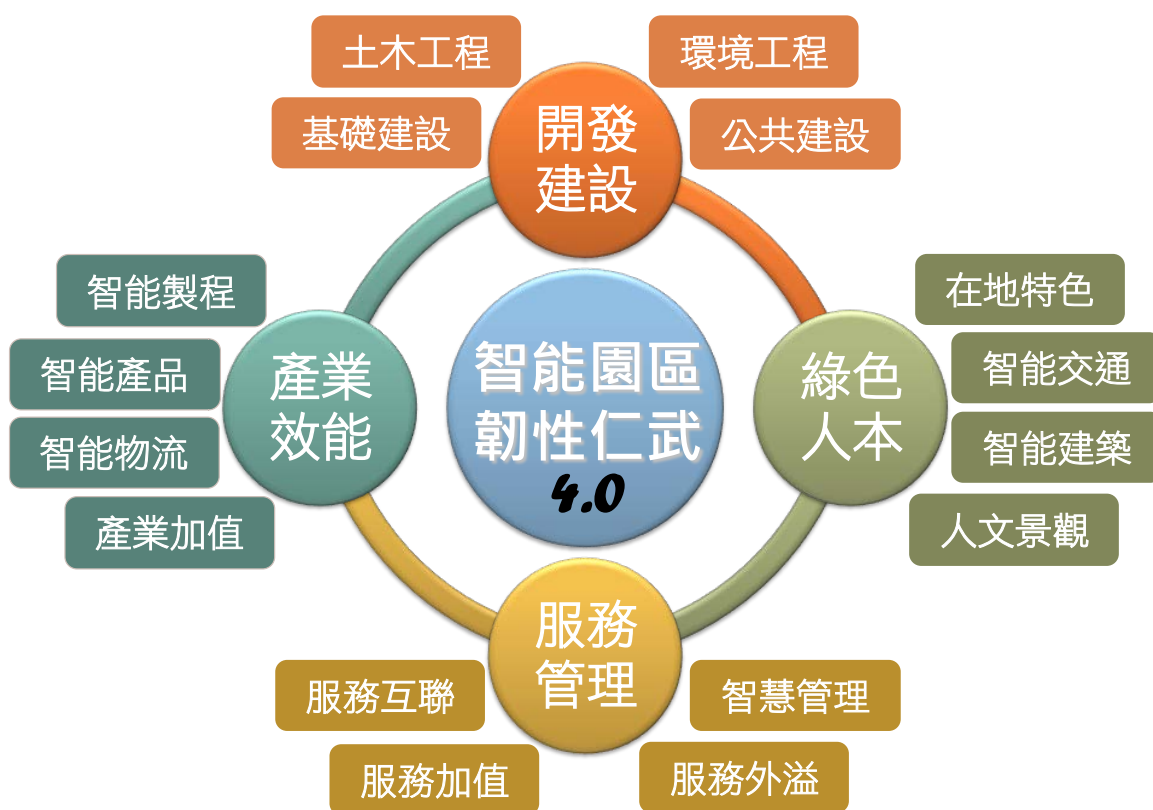 土木工程
環境工程
基礎建設
公共建設
開發
建設
智能製程
智能產品
智能物流
產業加值
產業
效能
智能園區
韌性仁武
4.0
綠色
人本
在地特色
智能交通
智能建築
人文景觀
服務
管理
服務互聯
智慧管理
服務加值
服務外溢